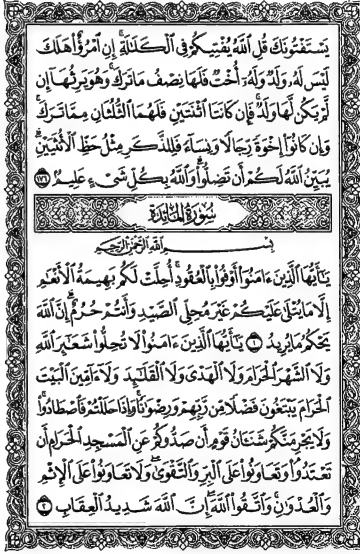 يَسْتَفْتُونَكَ قُلِ ٱللَّهُ يُفْتِيكُمْ فِى ٱلْكَلَٰلَةِ ۚ إِنِ ٱمْرُؤٌا۟ هَلَكَ
لَيْسَ لَهُۥ وَلَدٌ وَلَهُۥٓ أُخْتٌ فَلَهَا نِصْفُ مَا تَرَكَ ۚ وَهُوَ يَرِثُهَآ إِن
لَّمْ يَكُن لَّهَا وَلَدٌ ۚ فَإِن كَانَتَا ٱثْنَتَيْنِ فَلَهُمَا ٱلثُّلُثَانِ مِمَّا تَرَكَ ۚ
وَإِن كَانُوٓا۟ إِخْوَةً رِّجَالًا وَنِسَآءً فَلِلذَّكَرِ مِثْلُ حَظِّ ٱلْأُنثَيَيْنِ ۗ
يُبَيِّنُ ٱللَّهُ لَكُمْ أَن تَضِلُّوا۟ ۗ وَٱللَّهُ بِكُلِّ شَىْءٍ عَلِيمٌۢ ١٧٦
سُورَةُ المَائِدَة
بِسْمِ ٱللَّهِ ٱلرَّحْمَٰنِ ٱلرَّحِيمِ
يَٰٓأَيُّهَا ٱلَّذِينَ ءَامَنُوٓا۟ أَوْفُوا۟ بِٱلْعُقُودِ ۚ أُحِلَّتْ لَكُم بَهِيمَةُ ٱلْأَنْعَٰمِ
إِلَّا مَا يُتْلَىٰ عَلَيْكُمْ غَيْرَ مُحِلِّى ٱلصَّيْدِ وَأَنتُمْ حُرُمٌ ۗ إِنَّ ٱللَّهَ
يَحْكُمُ مَا يُرِيدُ ١ يَٰٓأَيُّهَا ٱلَّذِينَ ءَامَنُوا۟ لَا تُحِلُّوا۟ شَعَٰٓئِرَ ٱللَّهِ
وَلَا ٱلشَّهْرَ ٱلْحَرَامَ وَلَا ٱلْهَدْىَ وَلَا ٱلْقَلَٰٓئِدَ وَلَآ ءَآمِّينَ ٱلْبَيْتَ
ٱلْحَرَامَ يَبْتَغُونَ فَضْلًا مِّن رَّبِّهِمْ وَرِضْوَٰنًا ۚ وَإِذَا حَلَلْتُمْ فَٱصْطَادُوا۟ ۚ
وَلَا يَجْرِمَنَّكُمْ شَنَـَٔانُ قَوْمٍ أَن صَدُّوكُمْ عَنِ ٱلْمَسْجِدِ ٱلْحَرَامِ أَن
تَعْتَدُوا۟ ۘ وَتَعَاوَنُوا۟ عَلَى ٱلْبِرِّ وَٱلتَّقْوَىٰ ۖ وَلَا تَعَاوَنُوا۟ عَلَى ٱلْإِثْمِ
وَٱلْعُدْوَٰنِ ۚ وَٱتَّقُوا۟ ٱللَّهَ ۖ إِنَّ ٱللَّهَ شَدِيدُ ٱلْعِقَابِ ٢